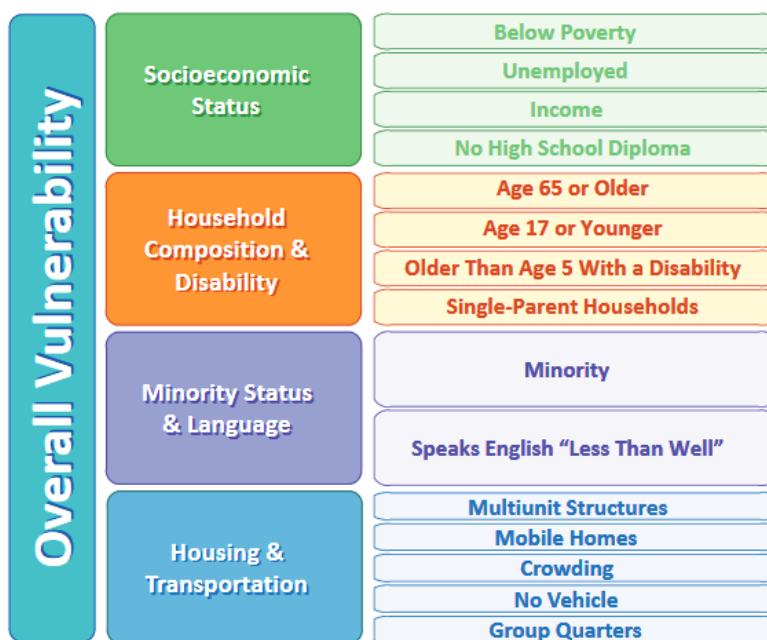 Overall Vulnerability
Socioeconomic
Status
Below Poverty
Unemployed
Income
No High School Diploma
Household
Composition &
Disability
Age 65 or Older
Age 17 or Younger
Older Than Age 5 With a Disability
Single-Parent Households
Minority Status
& Language
Minority
Speaks English “Less Than Well”
Housing &
Transportation
Multiunit Structures
Mobile Homes
Crowding
No Vehicle
Group Quarters